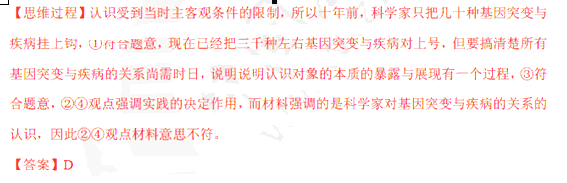 【思维过程】认识受到当时主客观条件的限制，所以十年前，科学家只把几十种基因突变与
疾病挂上钩，①符合题意，现在已经把三千种左右基因突变与疾病对上号，但要搞清楚所有
基因突变与疾病的关系尚需时日，说明说明认识对象的本质的暴露与展现有一个过程，③符
合题意，②④观点强调实践的决定作用，而材料强调的是科学家对基因突变与疾病的关系的
认识，因此②④观点材料意思不符。
【答案】D